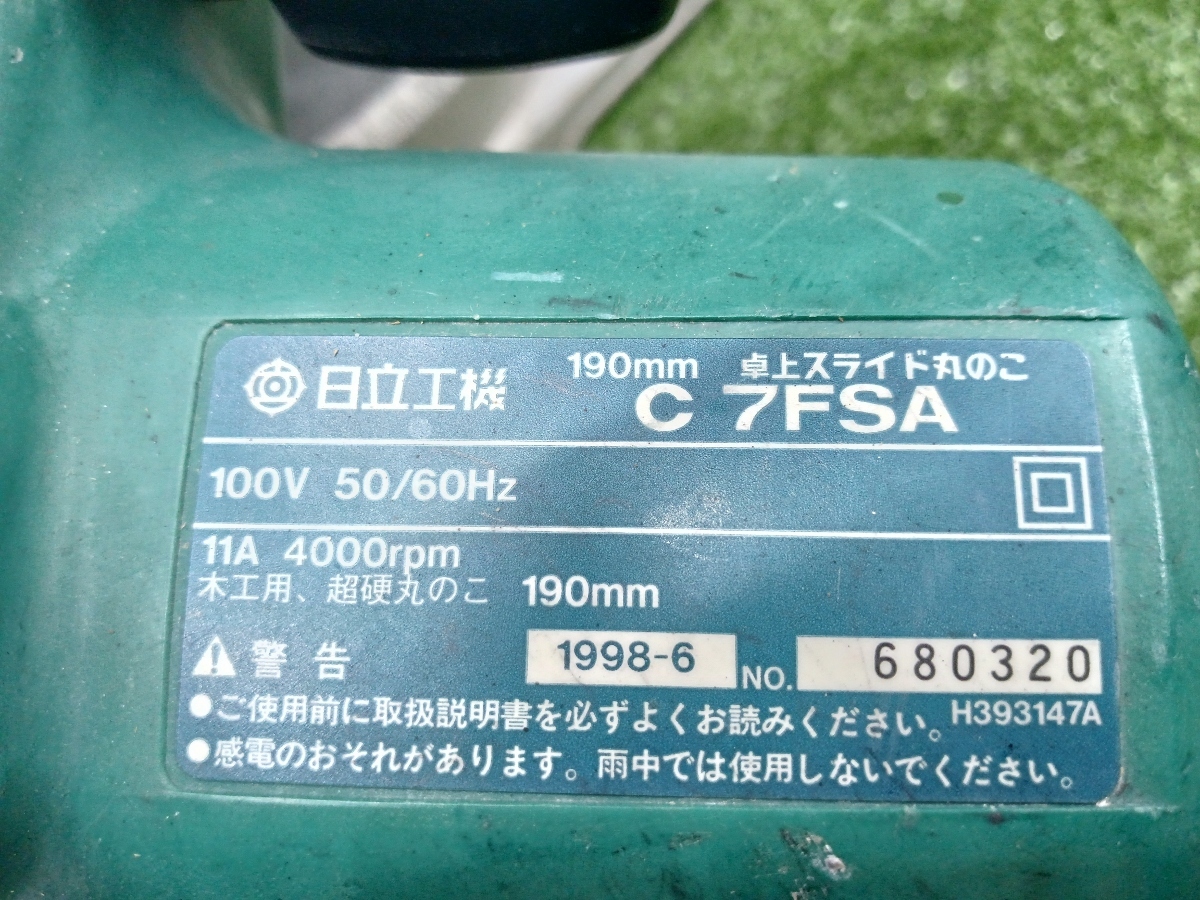 日立工機 190mm 卓上スライド丸のこ
C 7FSA
100V 50/60Hz
11A 4000rpm
木工用、超硬丸のこ 190mm
警告 1998-6 NO. 680320
●ご使用前に取扱説明書を必ずよくお読みください。 H393147A
●感電のおそれがあります。雨中では使用しないでください。